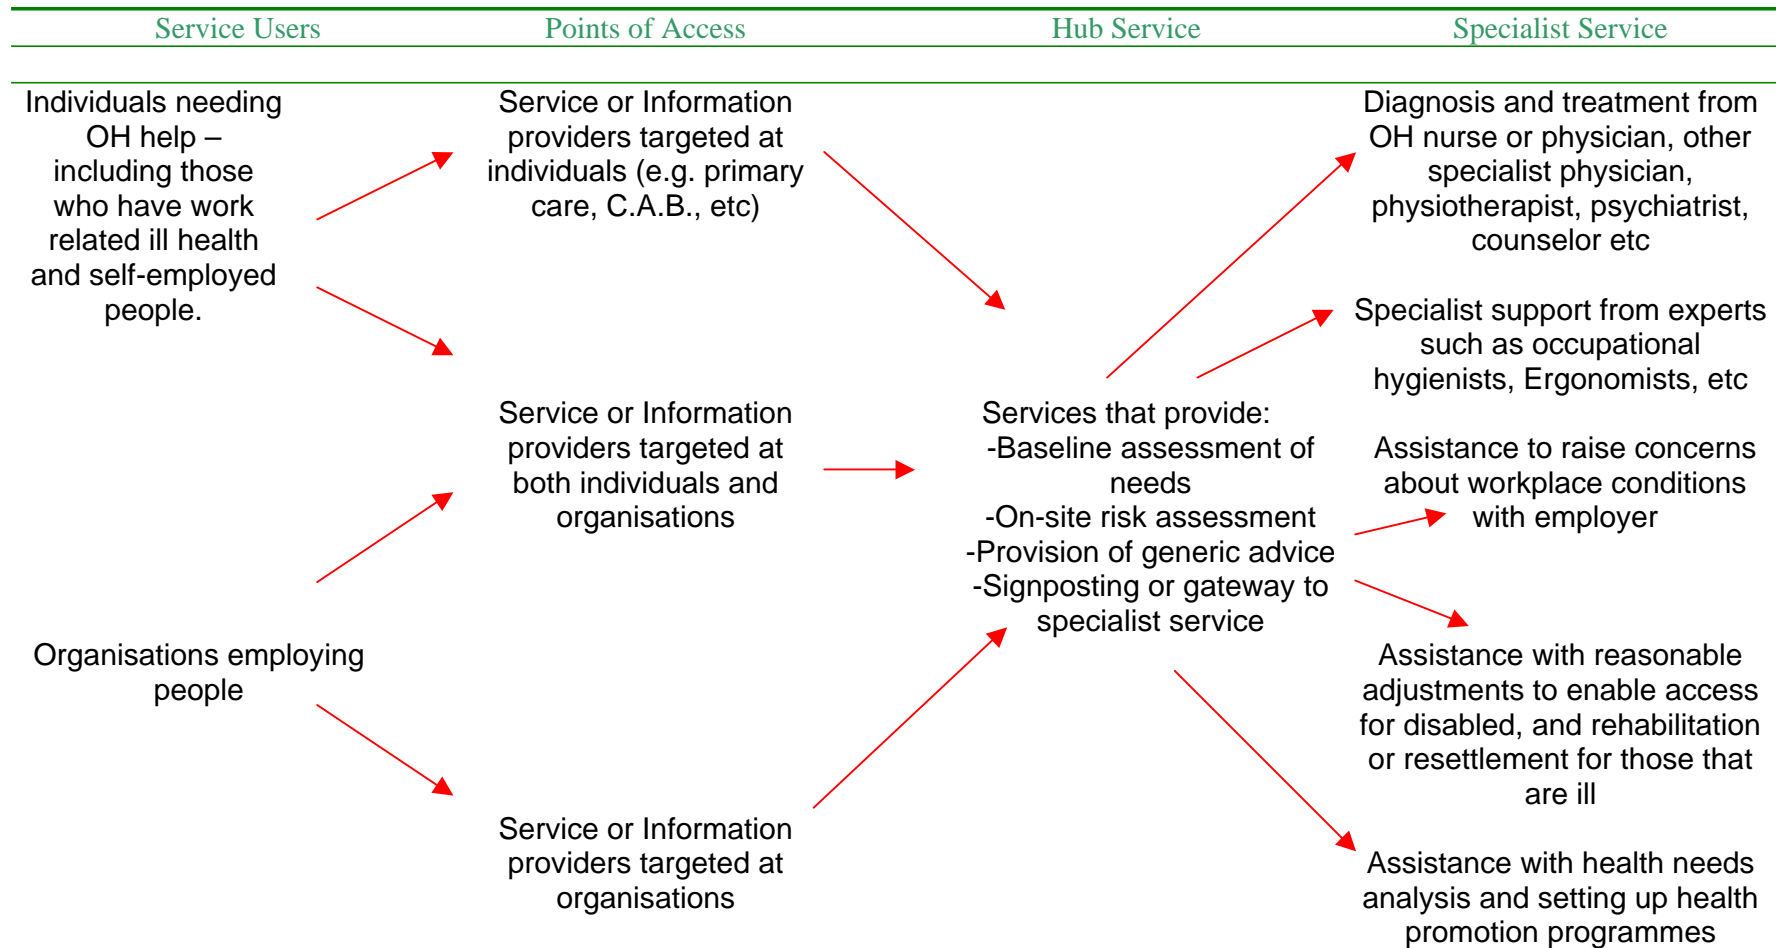 Service Users
Points of Access
Hub Service
Specialist Service
Individuals needing
OH help –
including those
who have work
related ill health
and self-employed
people.
Organisations employing
people
Service or Information
providers targeted at
individuals (e.g. primary
care, C.A.B., etc)
Service or Information
providers targeted at
both individuals and
organisations
Service or Information
providers targeted at
organisations
Services that provide:
-Baseline assessment of
needs
-On-site risk assessment
-Provision of generic advice
-Signposting or gateway to
specialist service
Diagnosis and treatment from
OH nurse or physician, other
specialist physician,
physiotherapist, psychiatrist,
counselor etc
Specialist support from experts
such as occupational
hygienists, Ergonomists, etc
Assistance to raise concerns
about workplace conditions
with employer
Assistance with reasonable
adjustments to enable access
for disabled, and rehabilitation
or resettlement for those that
are ill
Assistance with health needs
analysis and setting up health
promotion programmes